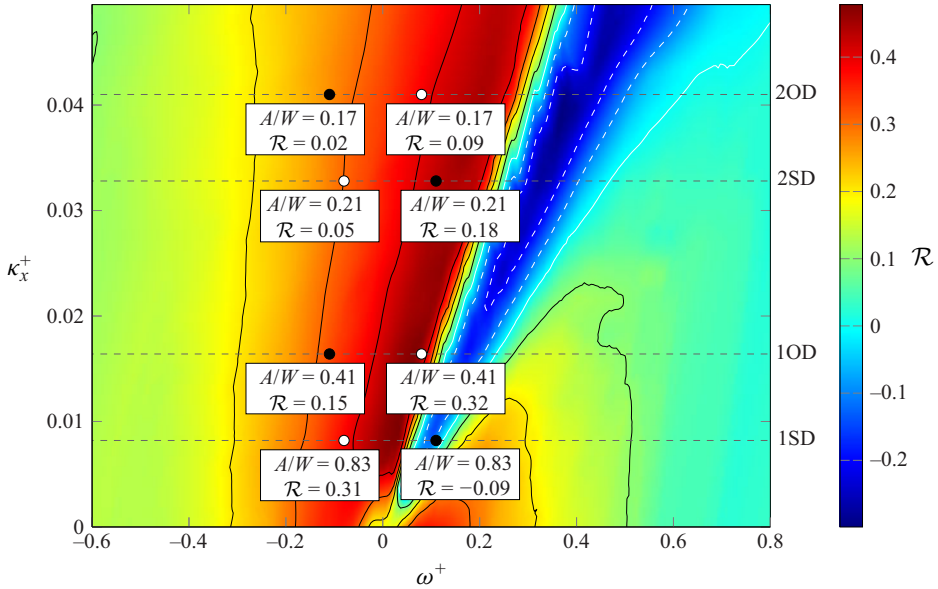 0.04
0.03
0.02
0.01
0
κx+
−0.6
−0.4
−0.2
0
0.2
0.4
0.6
0.8
ω+
2OD
2SD
1OD
1SD
A/W = 0.17
R = 0.02
A/W = 0.17
R = 0.09
A/W = 0.21
R = 0.05
A/W = 0.21
R = 0.18
A/W = 0.41
R = 0.15
A/W = 0.41
R = 0.32
A/W = 0.83
R = 0.31
A/W = 0.83
R = −0.09
0.4
0.3
0.2
0.1
0
−0.1
−0.2
R